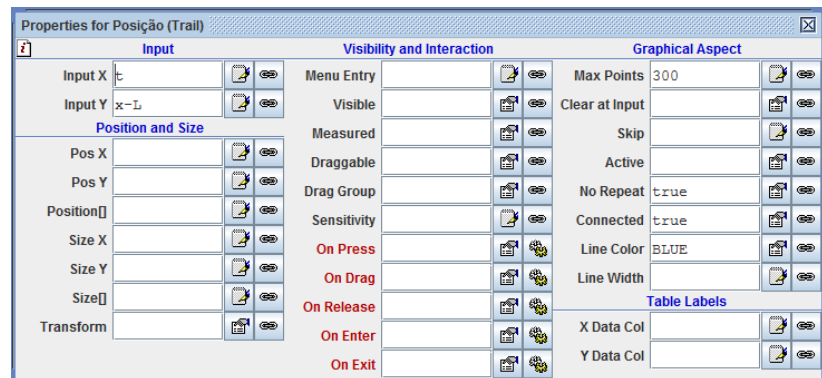 Properties for Posição (Trail)
i Input
Input X t
Input Y x-L
Position and Size
Pos X
Pos Y
Position[]
Size X
Size Y
Size[]
Transform
Visibility and Interaction
Menu Entry
Visible
Measured
Draggable
Drag Group
Sensitivity
On Press
On Drag
On Release
On Enter
On Exit
Graphical Aspect
Max Points 300
Clear at Input
Skip
Active
No Repeat true
Connected true
Line Color BLUE
Line Width
Table Labels
X Data Col
Y Data Col